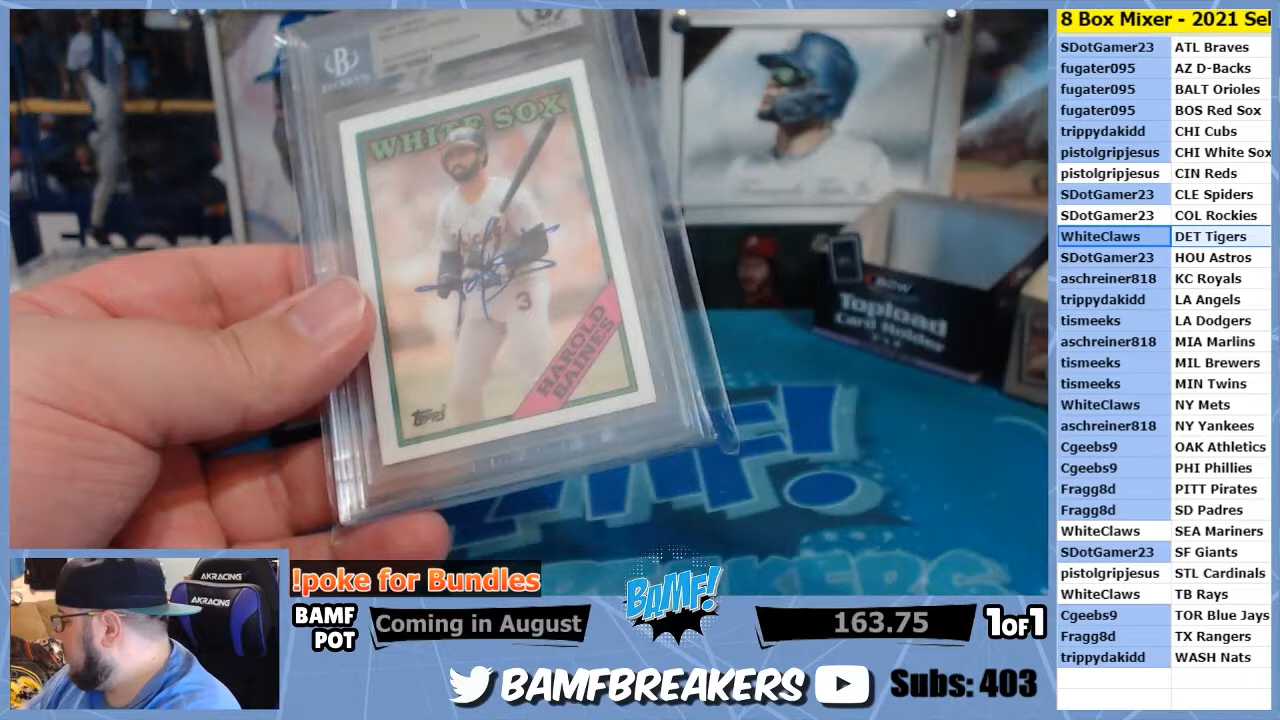 8 Box Mixer - 2021 Sel
SDotGamer23 ATL Braves
fugater095 AZ D-Backs
fugater095 BALT Orioles
fugater095 BOS Red Sox
trippydakidd CHI Cubs
pistolgripjesus CHI White Sox
pistolgripjesus CIN Reds
SDotGamer23 CLE Spiders
SDotGamer23 COL Rockies
WhiteClaws DET Tigers
SDotGamer23 HOU Astros
aschreiner818 KC Royals
trippydakidd LA Angels
tismeeks LA Dodgers
aschreiner818 MIA Marlins
tismeeks MIL Brewers
tismeeks MIN Twins
WhiteClaws NY Mets
aschreiner818 NY Yankees
Cgeebs9 OAK Athletics
Cgeebs9 PHI Phillies
Fragg8d PITT Pirates
Fragg8d SD Padres
WhiteClaws SEA Mariners
SDotGamer23 SF Giants
pistolgripjesus STL Cardinals
WhiteClaws TB Rays
Cgeebs9 TOR Blue Jays
Fragg8d TX Rangers
trippydakidd WASH Nats
WHITE SOX
3
HAROLD
BAINES
Topps
Topload
Card Holder
AKRACING
AKRACING
!poke for Bundles
BAMF
POT
Coming in August
BAMF!
163.75
1OF1
BAMFBREAKERS
Subs: 403